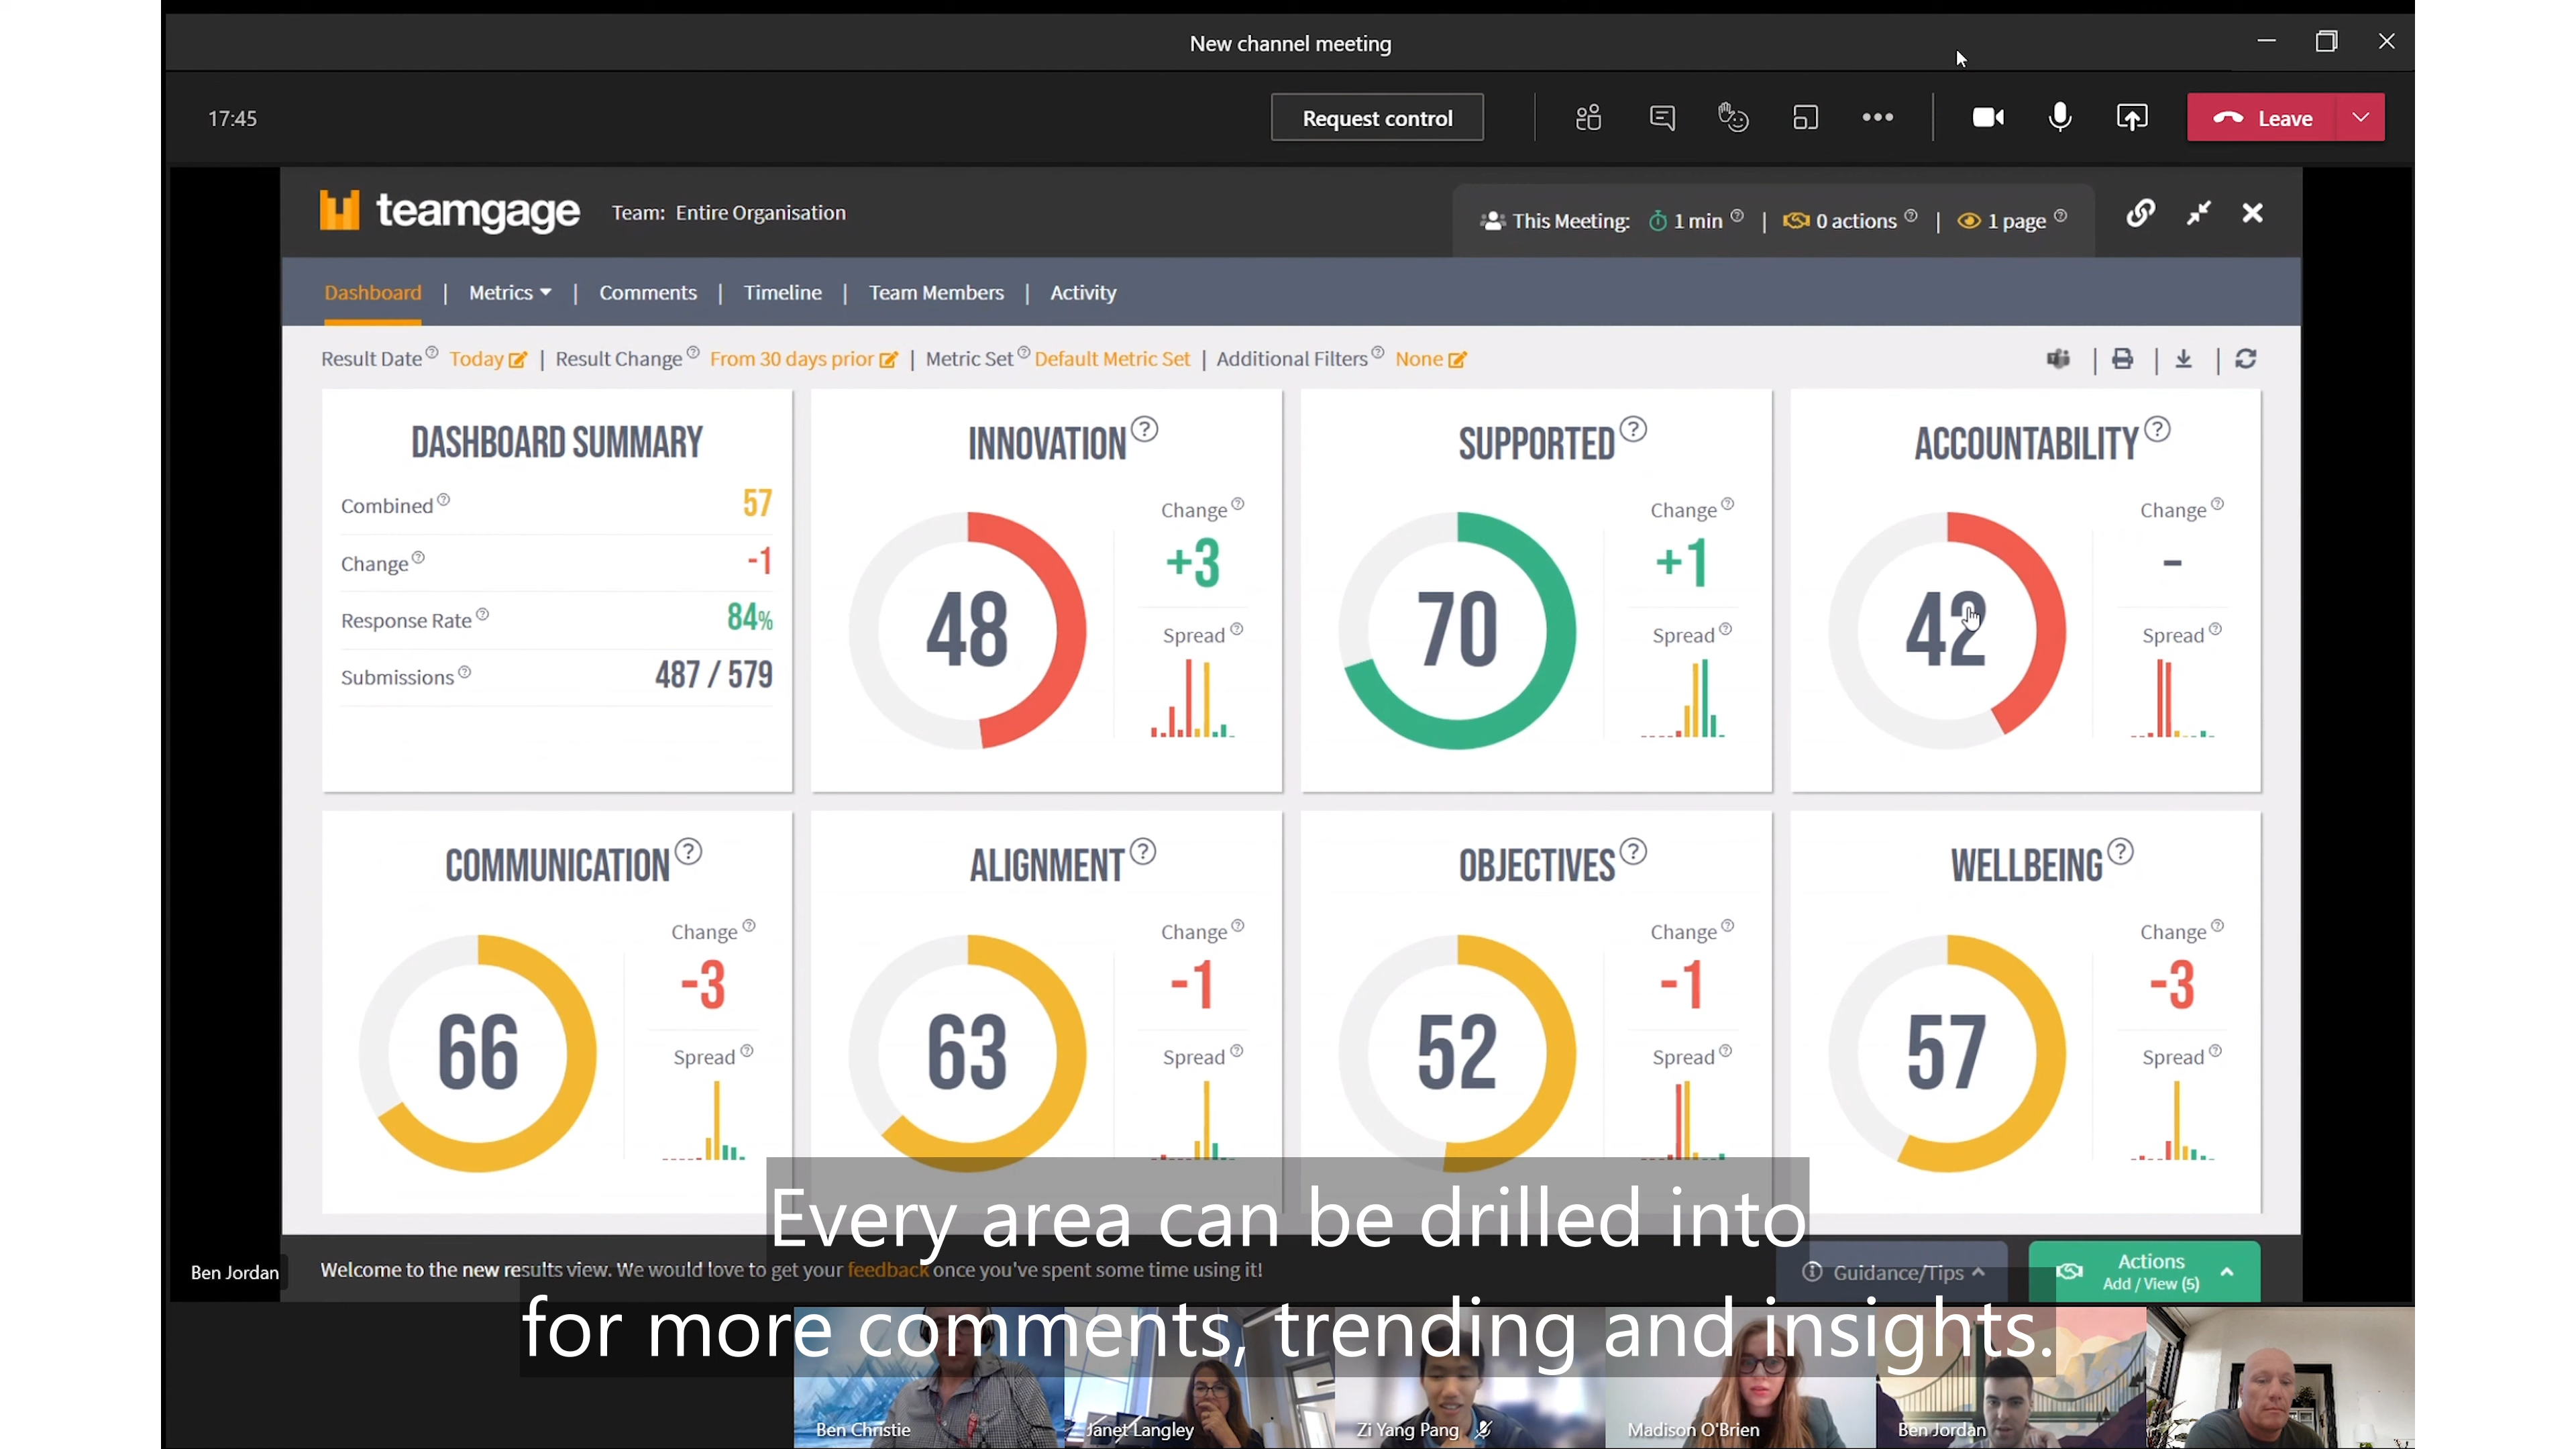 New channel meeting
17:45
Request control
Leave
teamgage
Team: Entire Organisation
This Meeting: 1 min | 0 actions | 1 page
Dashboard | Metrics | Comments | Timeline | Team Members | Activity
Result Date Today | Result Change From 30 days prior | Metric Set Default Metric Set | Additional Filters None
DASHBOARD SUMMARY
Combined 57
Change -1
Response Rate 84%
Submissions 487 / 579
INNOVATION
48
Change
+3
Spread
SUPPORTED
70
Change
+1
Spread
ACCOUNTABILITY
42
Change
-
Spread
COMMUNICATION
66
Change
-3
Spread
ALIGNMENT
63
Change
-1
Spread
OBJECTIVES
52
Change
-1
Spread
WELLBEING
57
Change
-3
Spread
Every area can be drilled into
for more comments, trending and insights.
Ben Jordan
Welcome to the new results view. We would love to get your feedback once you've spent some time using it!
Guidance/Tips
Actions
Add / View (5)
Ben Christie
Janet Langley
Zi Yang Pang
Madison O'Brien
Ben Jordan